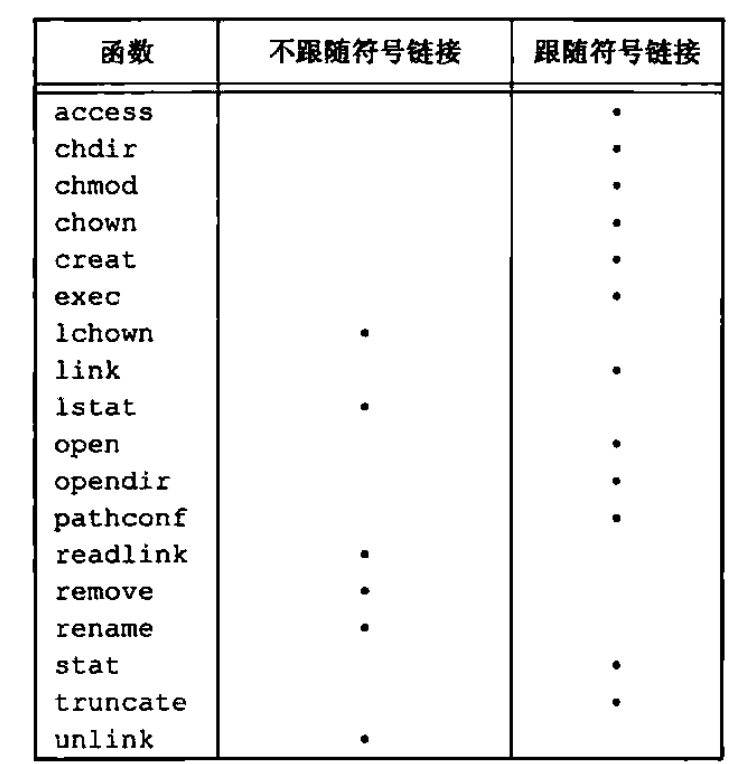 函数 不跟随符号链接 跟随符号链接
access •
chdir •
chmod •
chown •
creat •
exec •
lchown •
link •
lstat •
open •
opendir •
pathconf •
readlink •
remove •
rename •
stat •
truncate •
unlink •